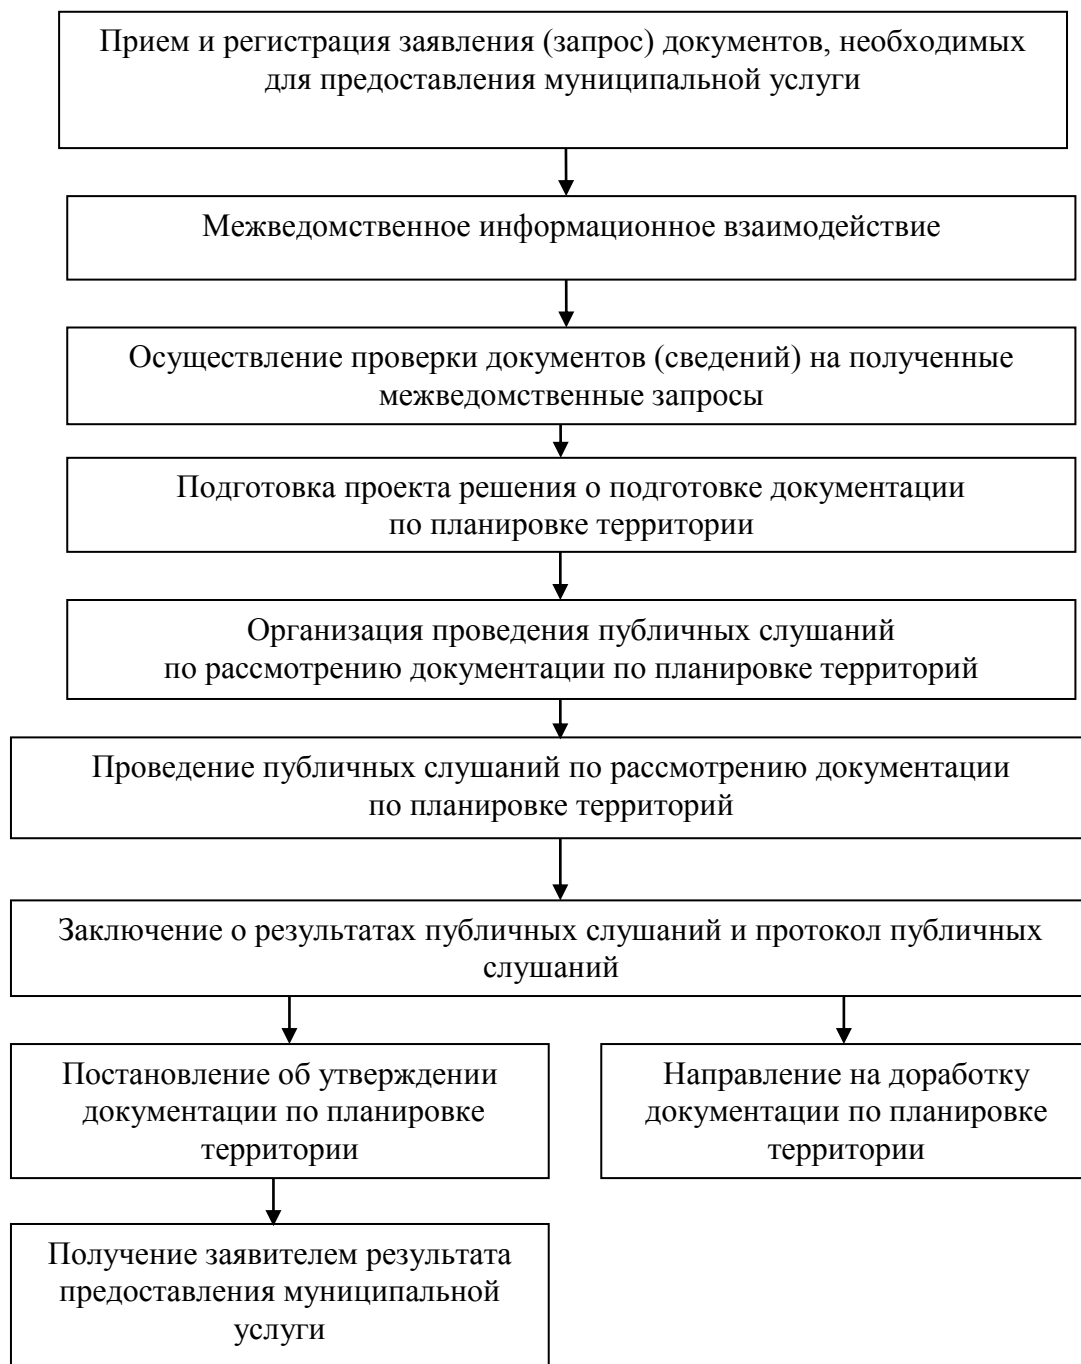 Прием и регистрация заявления (запрос) документов, необходимых
для предоставления муниципальной услуги
Межведомственное информационное взаимодействие
Осуществление проверки документов (сведений) на полученные
межведомственные запросы
Подготовка проекта решения о подготовке документации
по планировке территории
Организация проведения публичных слушаний
по рассмотрению документации по планировке территорий
Проведение публичных слушаний по рассмотрению документации
по планировке территорий
Заключение о результатах публичных слушаний и протокол публичных
слушаний
Постановление об утверждении
документации по планировке
территории
Направление на доработку
документации по планировке
территории
Получение заявителем результата
предоставления муниципальной
услуги